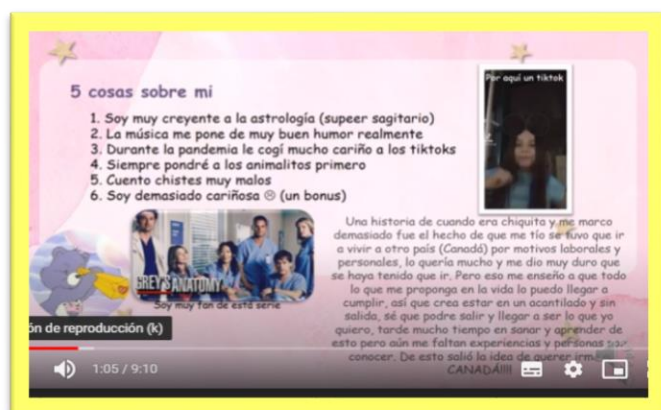 5 cosas sobre mi
Por aquí un tiktok
1. Soy muy creyente a la astrología (supeer sagitario)
2. La música me pone de muy buen humor realmente
3. Durante la pandemia le cogí mucho cariño a los tiktoks
4. Siempre pondré a los animalitos primero
5. Cuento chistes muy malos
6. Soy demasiado cariñosa ☹ (un bonus)
GREY'S ANATOMY
Soy muy fan de está serie
Una historia de cuando era chiquita y me marco
demasiado fue el hecho de que me tío se tuvo que ir
a vivir a otro país (Canadá) por motivos laborales y
personales, lo quería mucho y me dio muy duro que
se haya tenido que ir. Pero eso me enseño a que todo
lo que me proponga en la vida lo puedo llegar a
cumplir, así que crea estar en un acantilado y sin
salida, sé que podre salir y llegar a ser lo que yo
quiero, tarde mucho tiempo en sanar y aprender de
esto pero aún me faltan experiencias y personas por
conocer. De esto salió la idea de querer irme
CANADÁ!!!!
ón de reproducción (k)
1:05 / 9:10